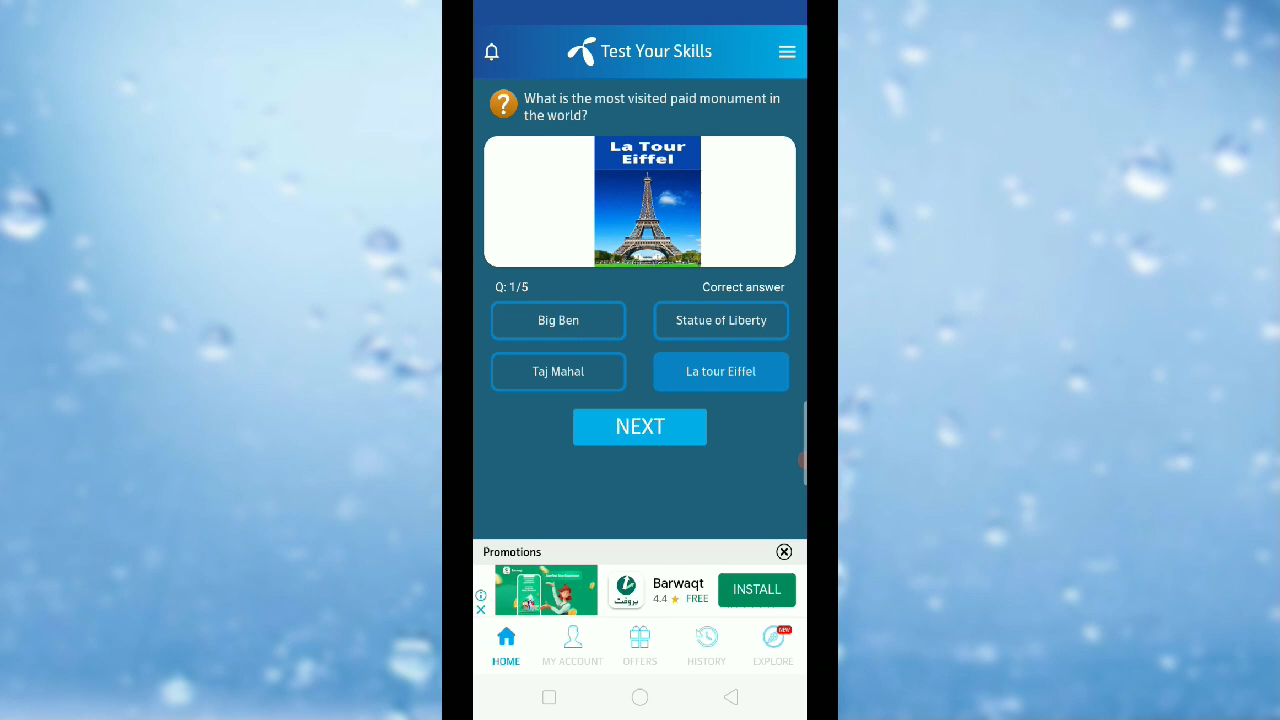 Test Your Skills
What is the most visited paid monument in
the world?
La Tour
Eiffel
Q: 1/5
Correct answer
Big Ben
Statue of Liberty
Taj Mahal
La tour Eiffel
NEXT
Promotions
Barwaqt
4.4 ★ FREE
INSTALL
بروقت
NEW
HOME
MY ACCOUNT
OFFERS
HISTORY
EXPLORE